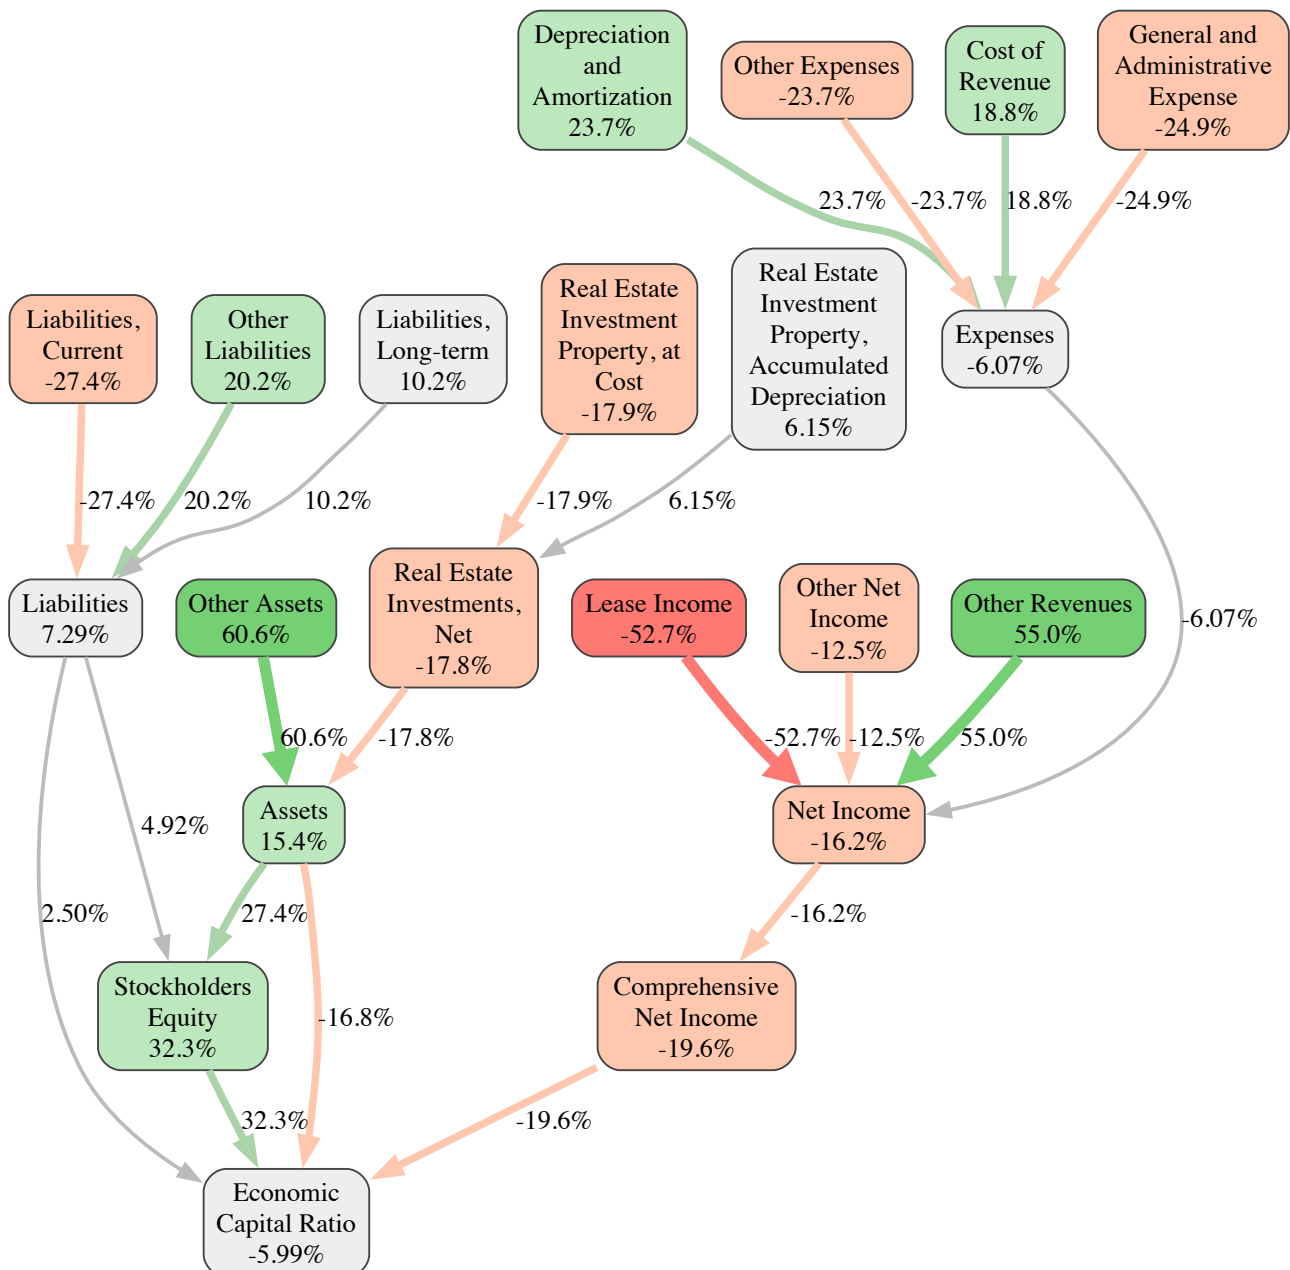 Depreciation
and
Amortization
23.7%
Other Expenses
-23.7%
Cost of
Revenue
18.8%
General and
Administrative
Expense
-24.9%
23.7%
-23.7%
18.8%
-24.9%
Liabilities,
Current
-27.4%
Other
Liabilities
20.2%
Liabilities,
Long-term
10.2%
Real Estate
Investment
Property, at
Cost
-17.9%
Real Estate
Investment
Property,
Accumulated
Depreciation
6.15%
Expenses
-6.07%
-27.4%
20.2%
10.2%
-17.9%
6.15%
-6.07%
Liabilities
7.29%
Other Assets
60.6%
Real Estate
Investments,
Net
-17.8%
Lease Income
-52.7%
Other Net
Income
-12.5%
Other Revenues
55.0%
60.6%
-17.8%
-52.7%
-12.5%
55.0%
4.92%
Assets
15.4%
Net Income
-16.2%
2.50%
27.4%
-16.2%
Stockholders
Equity
32.3%
-16.8%
Comprehensive
Net Income
-19.6%
32.3%
-19.6%
Economic
Capital Ratio
-5.99%